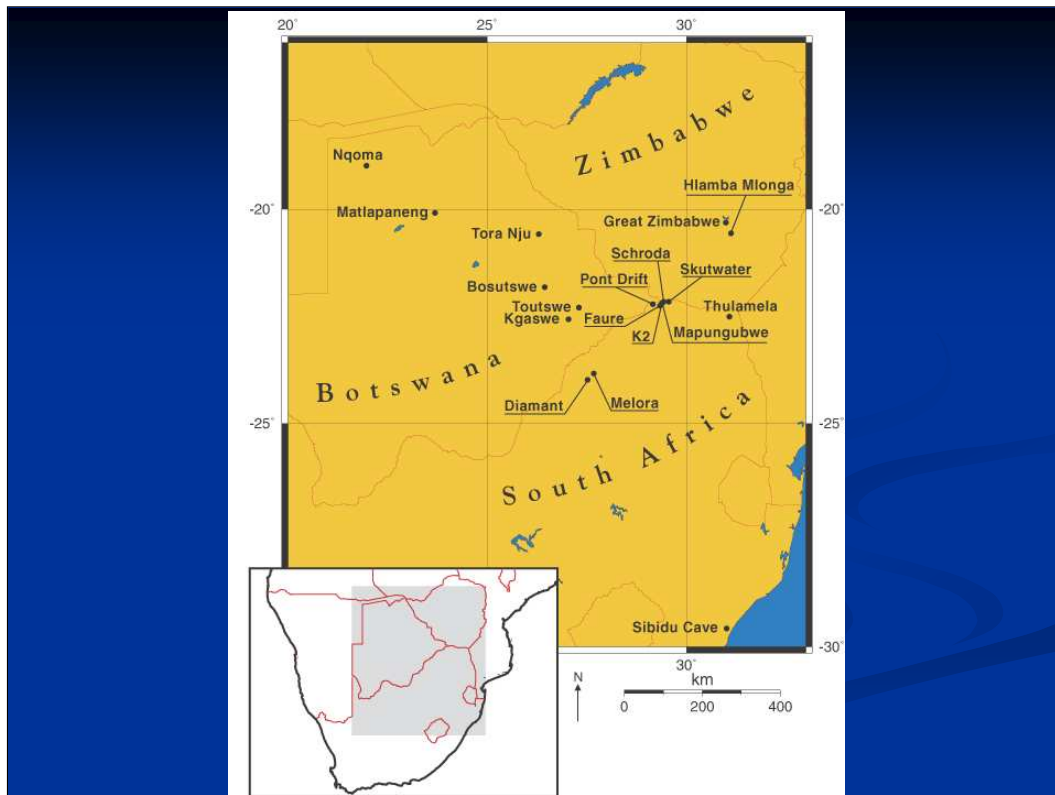 20°
25°
30°
Zimbabwe
Nqoma
Hlamba Mlonga
-20°
Matlapaneng
Great Zimbabwe
-20°
Tora Nju
Schroda
Skutwater
Pont Drift
Bosutswe
Toutswe
Thulamela
Kgaswe
Faure
Mapungubwe
K2
Botswana
Diamant
Melora
-25°
-25°
South Africa
Sibidu Cave
-30°
30°
N
km
0 200 400